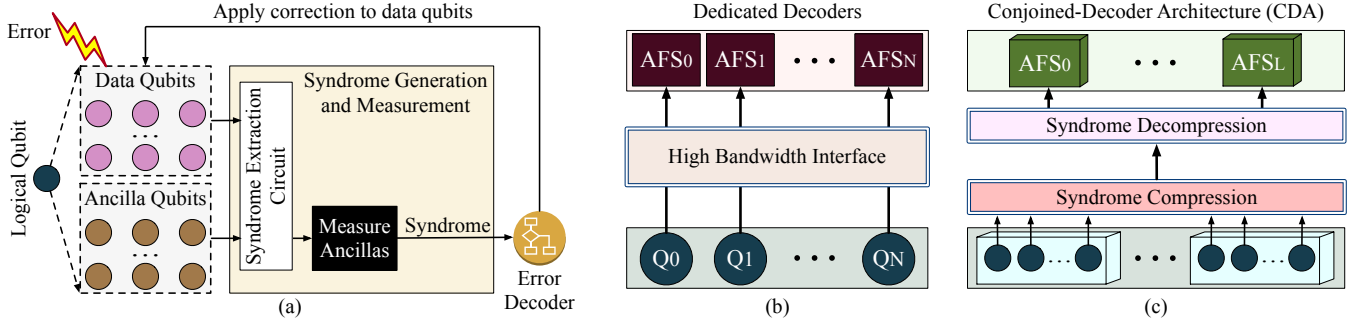 Apply correction to data qubits
Error
Data Qubits
...
Logical Qubit
Ancilla Qubits
...
Syndrome Extraction
Circuit
Syndrome Generation
and Measurement
Measure
Ancillas
Syndrome
Error
Decoder
(a)
Dedicated Decoders
AFS0 AFS1 • • • AFSN
High Bandwidth Interface
Q0 Q1 • • • QN
(b)
Conjoined-Decoder Architecture (CDA)
AFS0 • • • AFSL
Syndrome Decompression
Syndrome Compression
... • • • ...
(c)